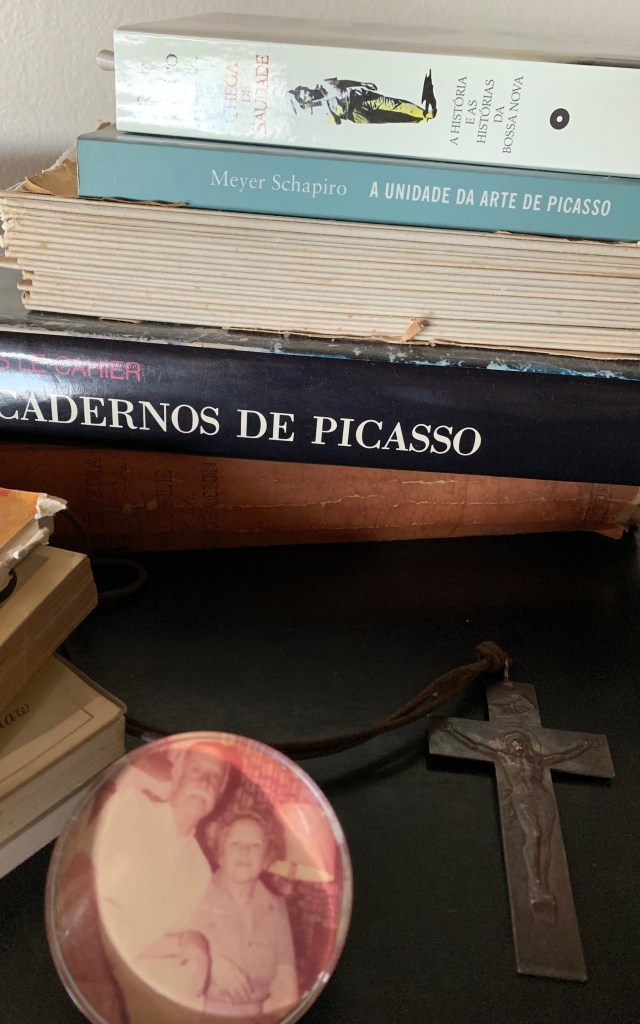 CHEGA
DE
SAUDADE
A HISTÓRIA
E AS
HISTÓRIAS
DA
BOSSA NOVA
Meyer Schapiro A UNIDADE DA ARTE DE PICASSO
LE CAHIER
CADERNOS DE PICASSO